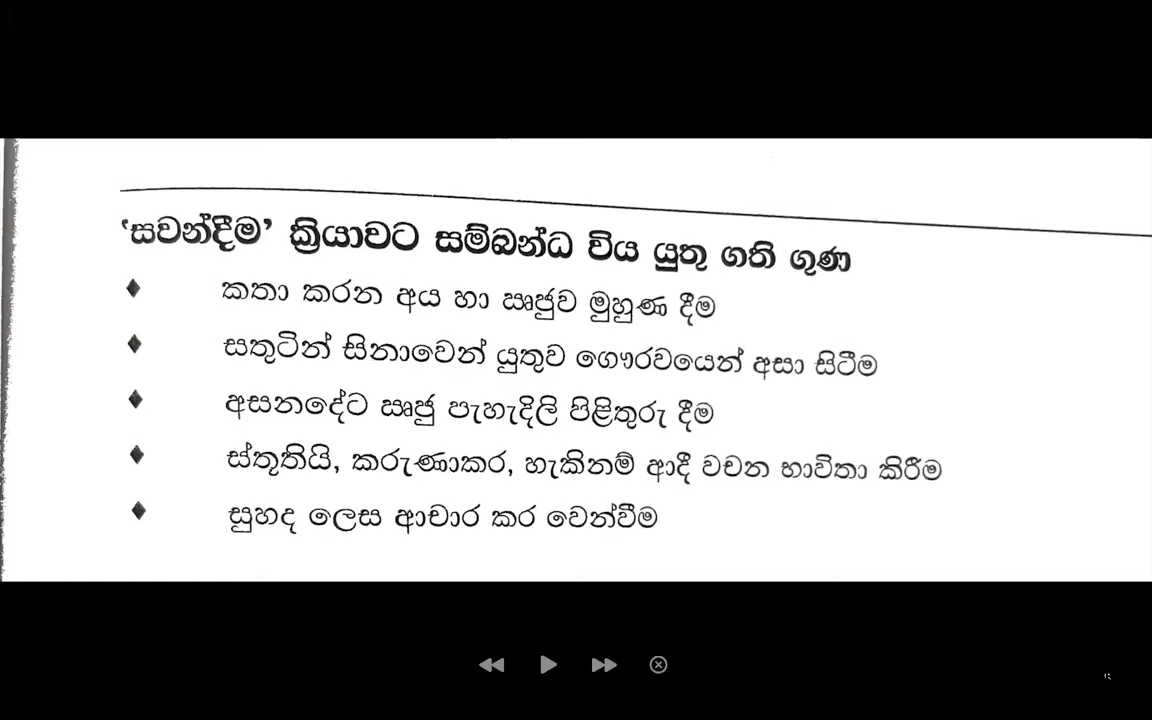 ‘සවන්දීම’ ක්‍රියාවට සම්බන්ධ විය යුතු ගති ගුණ
♦ කතා කරන අය හා ඍජුව මුහුණ දීම
♦ සතුටින් සිනාවෙන් යුතුව ගෞරවයෙන් අසා සිටීම
♦ අසනදේට ඍජු පැහැදිලි පිළිතුරු දීම
♦ ස්තූතියි, කරුණාකර, හැකිනම් ආදී වචන භාවිතා කිරීම
♦ සුහද ලෙස ආචාර කර වෙන්වීම